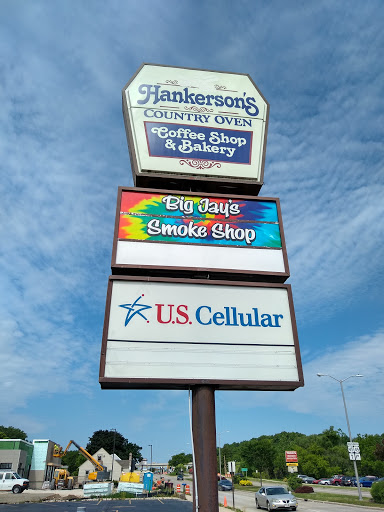 Hankerson's
COUNTRY OVEN
Coffee Shop
& Bakery
Big Jay's
Smoke Shop
U.S. Cellular